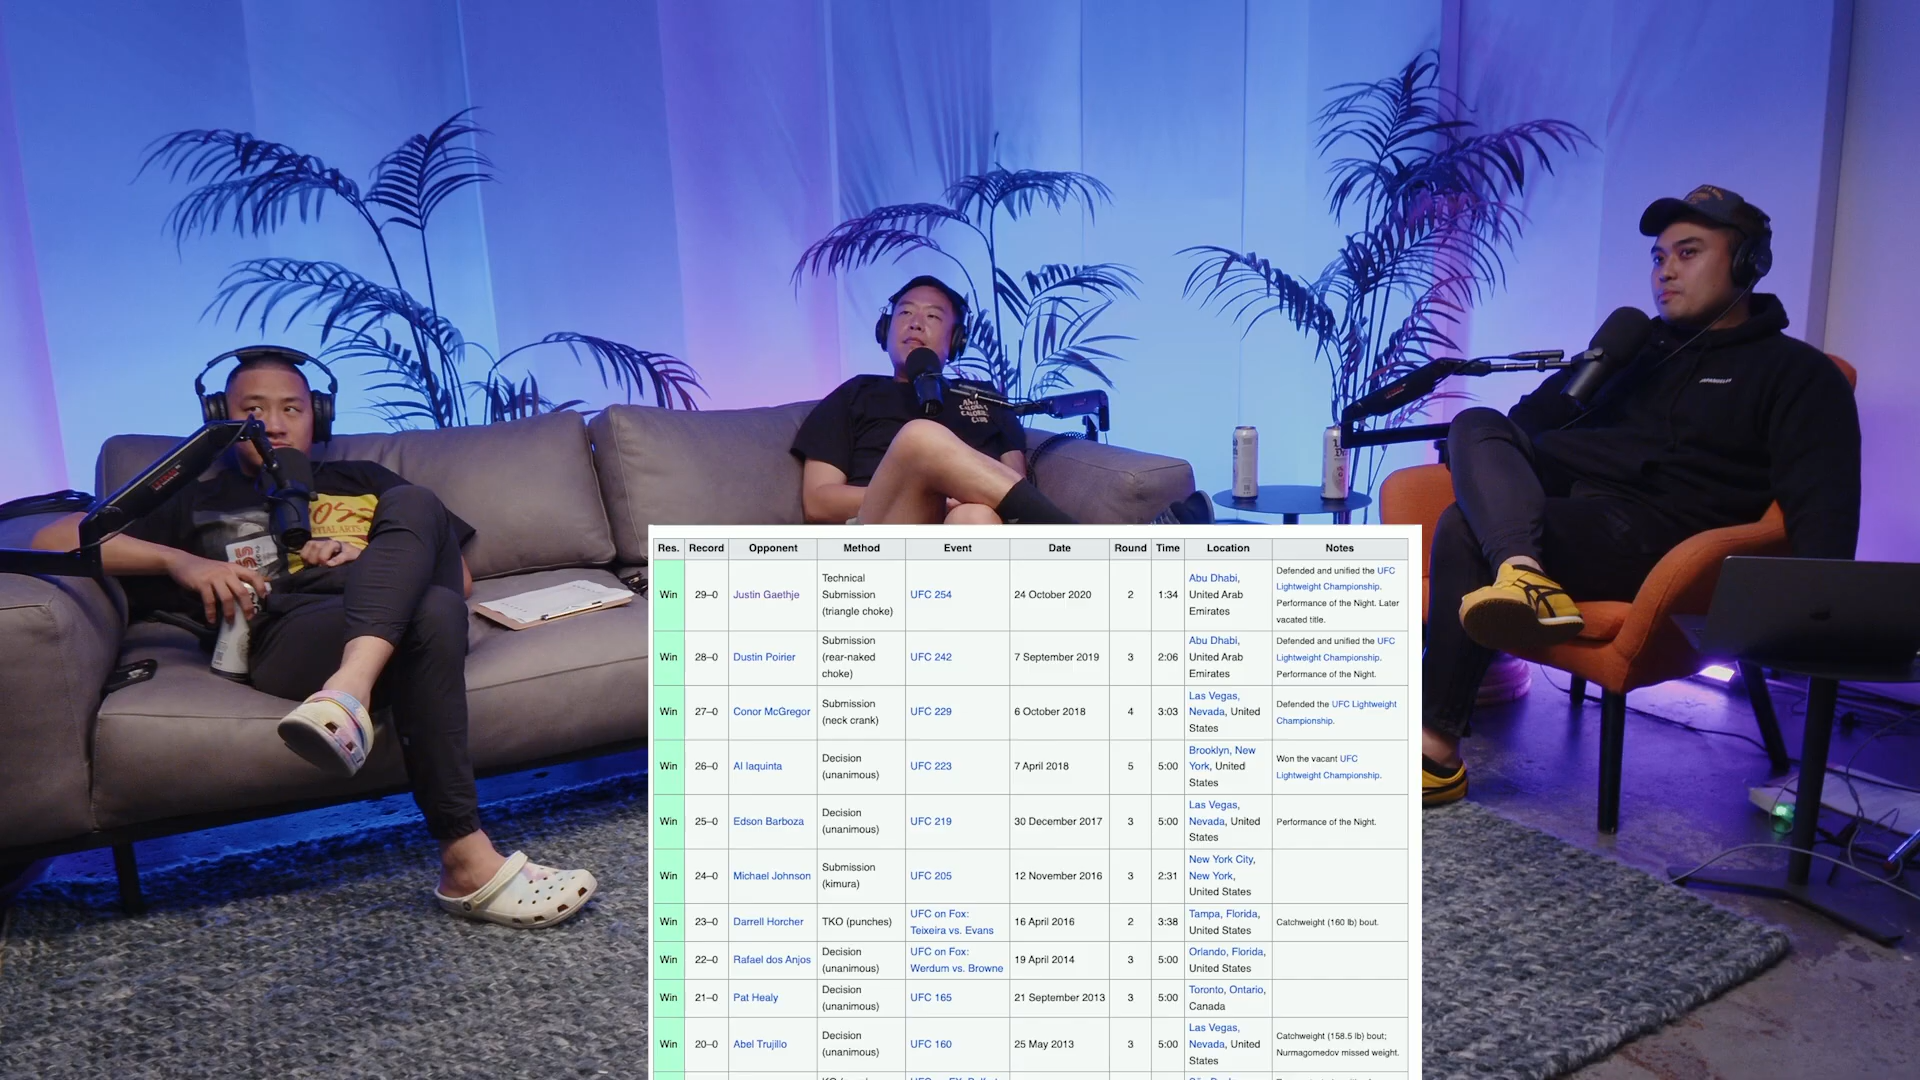 Res. Record Opponent Method Event Date Round Time Location Notes
Win 29–0 Justin Gaethje Technical Submission (triangle choke) UFC 254 24 October 2020 2 1:34 Abu Dhabi, United Arab Emirates Defended and unified the UFC Lightweight Championship. Performance of the Night. Later vacated title.
Win 28–0 Dustin Poirier Submission (rear-naked choke) UFC 242 7 September 2019 3 2:06 Abu Dhabi, United Arab Emirates Defended and unified the UFC Lightweight Championship. Performance of the Night.
Win 27–0 Conor McGregor Submission (neck crank) UFC 229 6 October 2018 4 3:03 Las Vegas, Nevada, United States Defended the UFC Lightweight Championship.
Win 26–0 Al Iaquinta Decision (unanimous) UFC 223 7 April 2018 5 5:00 Brooklyn, New York, United States Won the vacant UFC Lightweight Championship.
Win 25–0 Edson Barboza Decision (unanimous) UFC 219 30 December 2017 3 5:00 Las Vegas, Nevada, United States Performance of the Night.
Win 24–0 Michael Johnson Submission (kimura) UFC 205 12 November 2016 3 2:31 New York City, New York, United States
Win 23–0 Darrell Horcher TKO (punches) UFC on Fox: Teixeira vs. Evans 16 April 2016 2 3:38 Tampa, Florida, United States Catchweight (160 lb) bout.
Win 22–0 Rafael dos Anjos Decision (unanimous) UFC on Fox: Werdum vs. Browne 19 April 2014 3 5:00 Orlando, Florida, United States
Win 21–0 Pat Healy Decision (unanimous) UFC 165 21 September 2013 3 5:00 Toronto, Ontario, Canada
Win 20–0 Abel Trujillo Decision (unanimous) UFC 160 25 May 2013 3 5:00 Las Vegas, Nevada, United States Catchweight (158.5 lb) bout; Nurmagomedov missed weight.